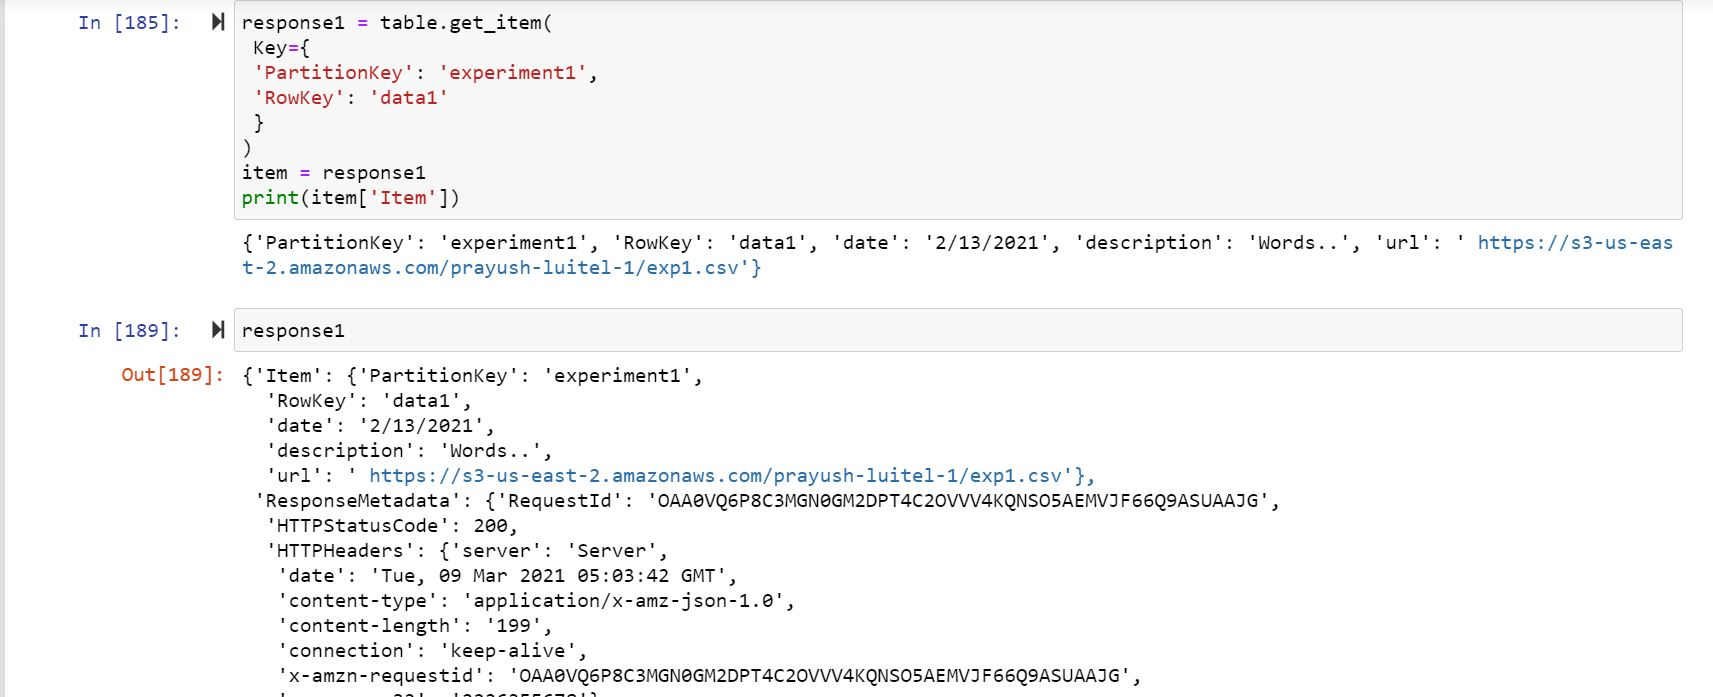 In [185]: response1 = table.get_item(
Key={
'PartitionKey': 'experiment1',
'RowKey': 'data1'
}
)
item = response1
print(item['Item'])
{'PartitionKey': 'experiment1', 'RowKey': 'data1', 'date': '2/13/2021', 'description': 'Words..', 'url': ' https://s3-us-eas
t-2.amazonaws.com/prayush-luitel-1/exp1.csv'}
In [189]: response1
Out[189]: {'Item': {'PartitionKey': 'experiment1',
'RowKey': 'data1',
'date': '2/13/2021',
'description': 'Words..',
'url': ' https://s3-us-east-2.amazonaws.com/prayush-luitel-1/exp1.csv'},
'ResponseMetadata': {'RequestId': 'OAA0VQ6P8C3MGN0GM2DPT4C2OVVV4KQNSO5AEMVJF66Q9ASUAAJG',
'HTTPStatusCode': 200,
'HTTPHeaders': {'server': 'Server',
'date': 'Tue, 09 Mar 2021 05:03:42 GMT',
'content-type': 'application/x-amz-json-1.0',
'content-length': '199',
'connection': 'keep-alive',
'x-amzn-requestid': 'OAA0VQ6P8C3MGN0GM2DPT4C2OVVV4KQNSO5AEMVJF66Q9ASUAAJG',